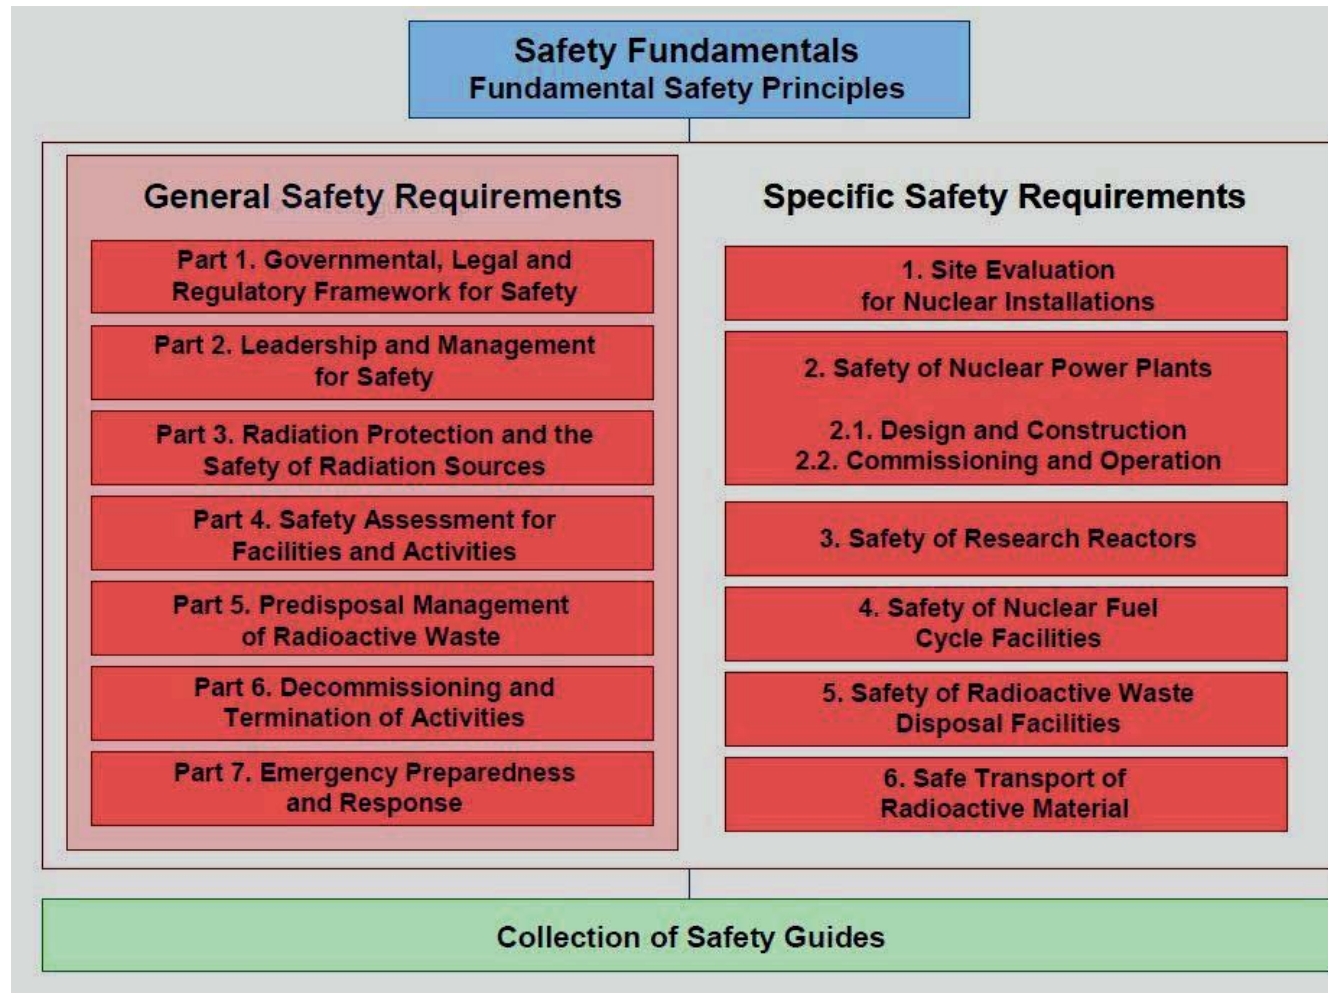 Safety Fundamentals
Fundamental Safety Principles
General Safety Requirements
Part 1. Governmental, Legal and
Regulatory Framework for Safety
Part 2. Leadership and Management
for Safety
Part 3. Radiation Protection and the
Safety of Radiation Sources
Part 4. Safety Assessment for
Facilities and Activities
Part 5. Predisposal Management
of Radioactive Waste
Part 6. Decommissioning and
Termination of Activities
Part 7. Emergency Preparedness
and Response
Specific Safety Requirements
1. Site Evaluation
for Nuclear Installations
2. Safety of Nuclear Power Plants
2.1. Design and Construction
2.2. Commissioning and Operation
3. Safety of Research Reactors
4. Safety of Nuclear Fuel
Cycle Facilities
5. Safety of Radioactive Waste
Disposal Facilities
6. Safe Transport of
Radioactive Material
Collection of Safety Guides